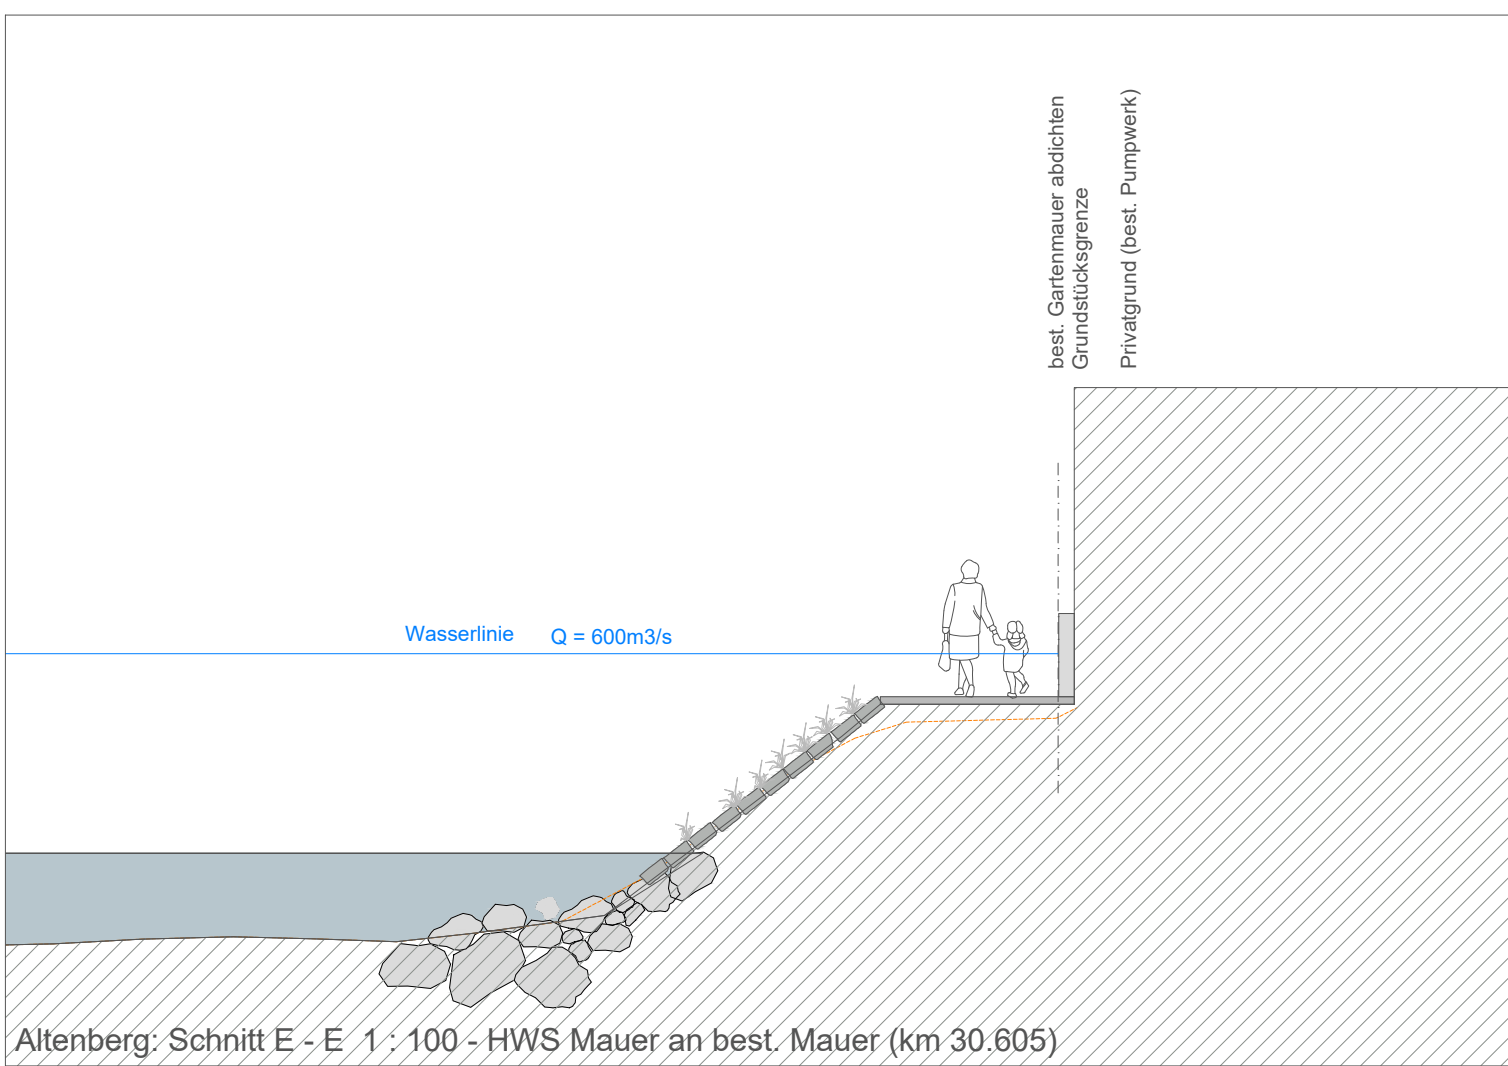 best. Gartenmauer abdichten
Grundstücksgrenze
Privatgrund (best. Pumpwerk)
Wasserlinie Q = 600m3/s
Altenberg: Schnitt E - E 1 : 100 - HWS Mauer an best. Mauer (km 30.605)